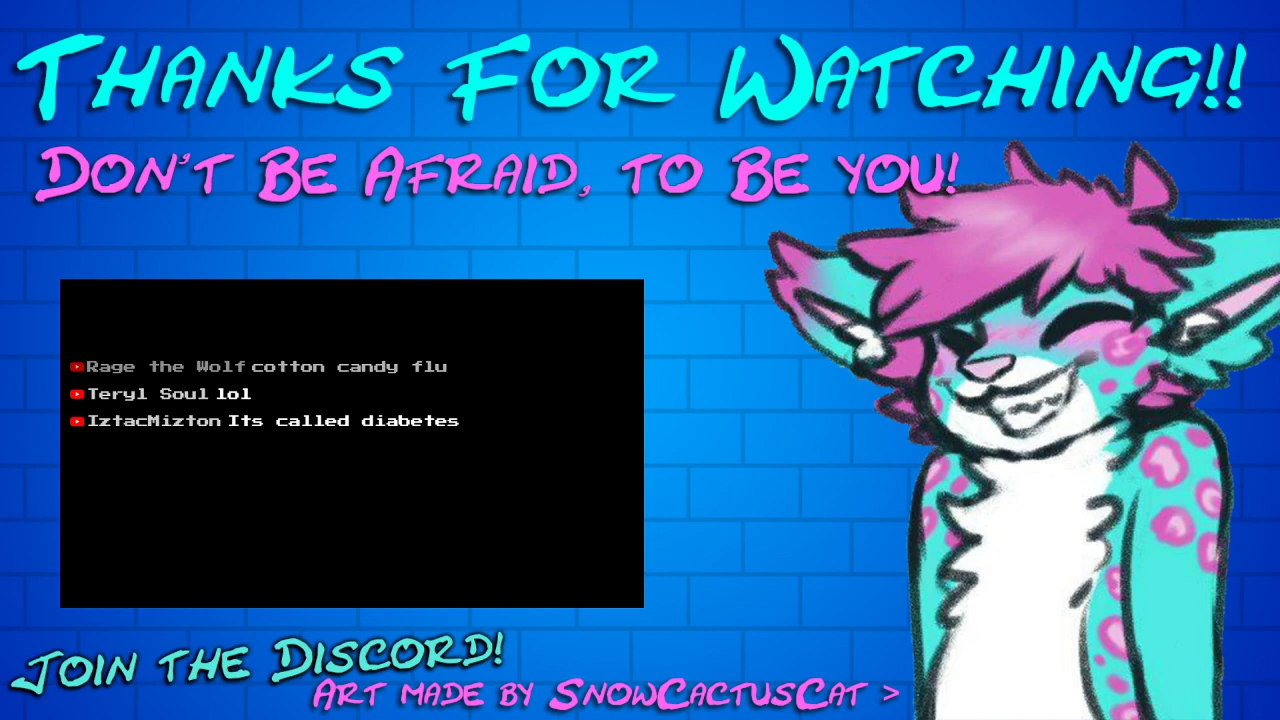 Thanks For Watching!!
Don't Be Afraid, to Be you!
Rage the Wolf cotton candy flu
Teryl Soul lol
IztacMizton Its called diabetes
Join the Discord!
Art made by SnowCactusCat >